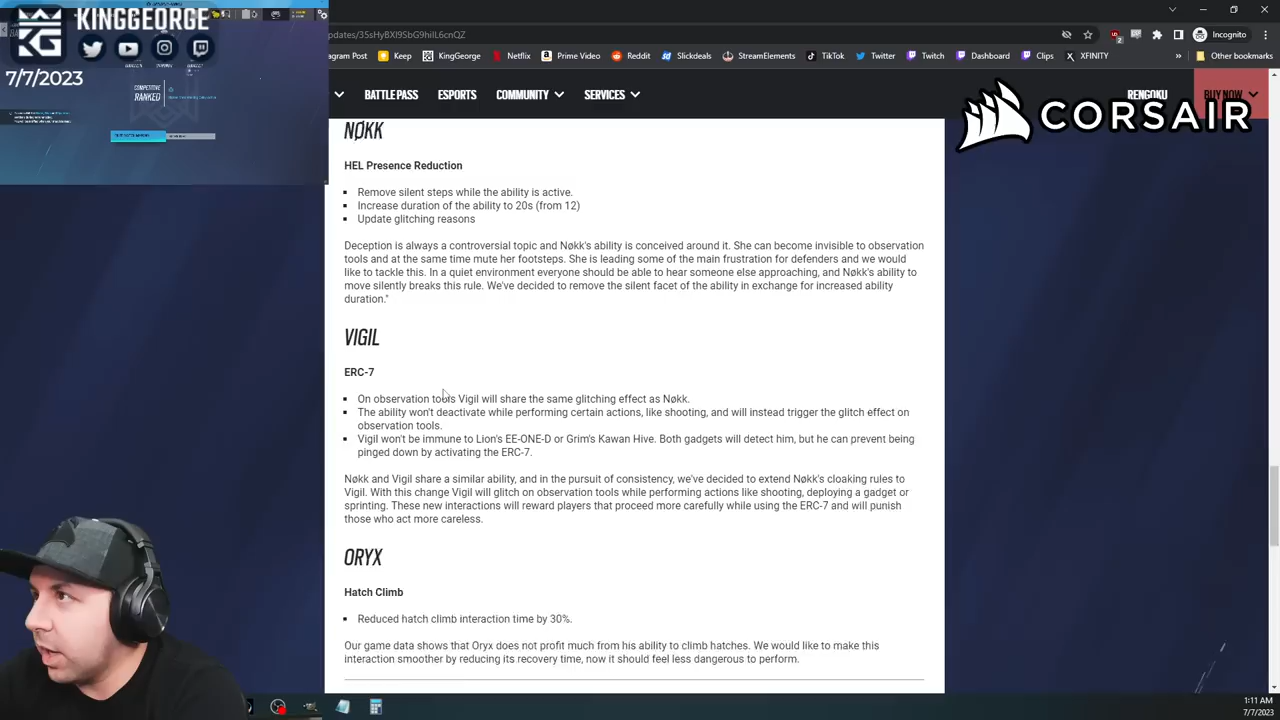 KINGGEORGE
7/7/2023
COMPETITIVE
RANKED
pdates/35sHyBXI9SbG9hiIL6cnQZ
Incognito
gram Post
Keep
KingGeorge
Netflix
Prime Video
Reddit
Slickdeals
StreamElements
TikTok
Twitter
Twitch
Dashboard
Clips
XFINITY
Other bookmarks
BATTLE PASS
ESPORTS
COMMUNITY
SERVICES
RENGOKU
BUY NOW
CORSAIR
NØKK
HEL Presence Reduction
Remove silent steps while the ability is active.
Increase duration of the ability to 20s (from 12)
Update glitching reasons
Deception is always a controversial topic and Nøkk's ability is conceived around it. She can become invisible to observation
tools and at the same time mute her footsteps. She is leading some of the main frustration for defenders and we would
like to tackle this. In a quiet environment everyone should be able to hear someone else approaching, and Nøkk's ability to
move silently breaks this rule. We've decided to remove the silent facet of the ability in exchange for increased ability
duration."
VIGIL
ERC-7
On observation tools Vigil will share the same glitching effect as Nøkk.
The ability won't deactivate while performing certain actions, like shooting, and will instead trigger the glitch effect on
observation tools.
Vigil won't be immune to Lion's EE-ONE-D or Grim's Kawan Hive. Both gadgets will detect him, but he can prevent being
pinged down by activating the ERC-7.
Nøkk and Vigil share a similar ability, and in the pursuit of consistency, we've decided to extend Nøkk's cloaking rules to
Vigil. With this change Vigil will glitch on observation tools while performing actions like shooting, deploying a gadget or
sprinting. These new interactions will reward players that proceed more carefully while using the ERC-7 and will punish
those who act more careless.
ORYX
Hatch Climb
Reduced hatch climb interaction time by 30%.
Our game data shows that Oryx does not profit much from his ability to climb hatches. We would like to make this
interaction smoother by reducing its recovery time, now it should feel less dangerous to perform.
1:11 AM
7/7/2023